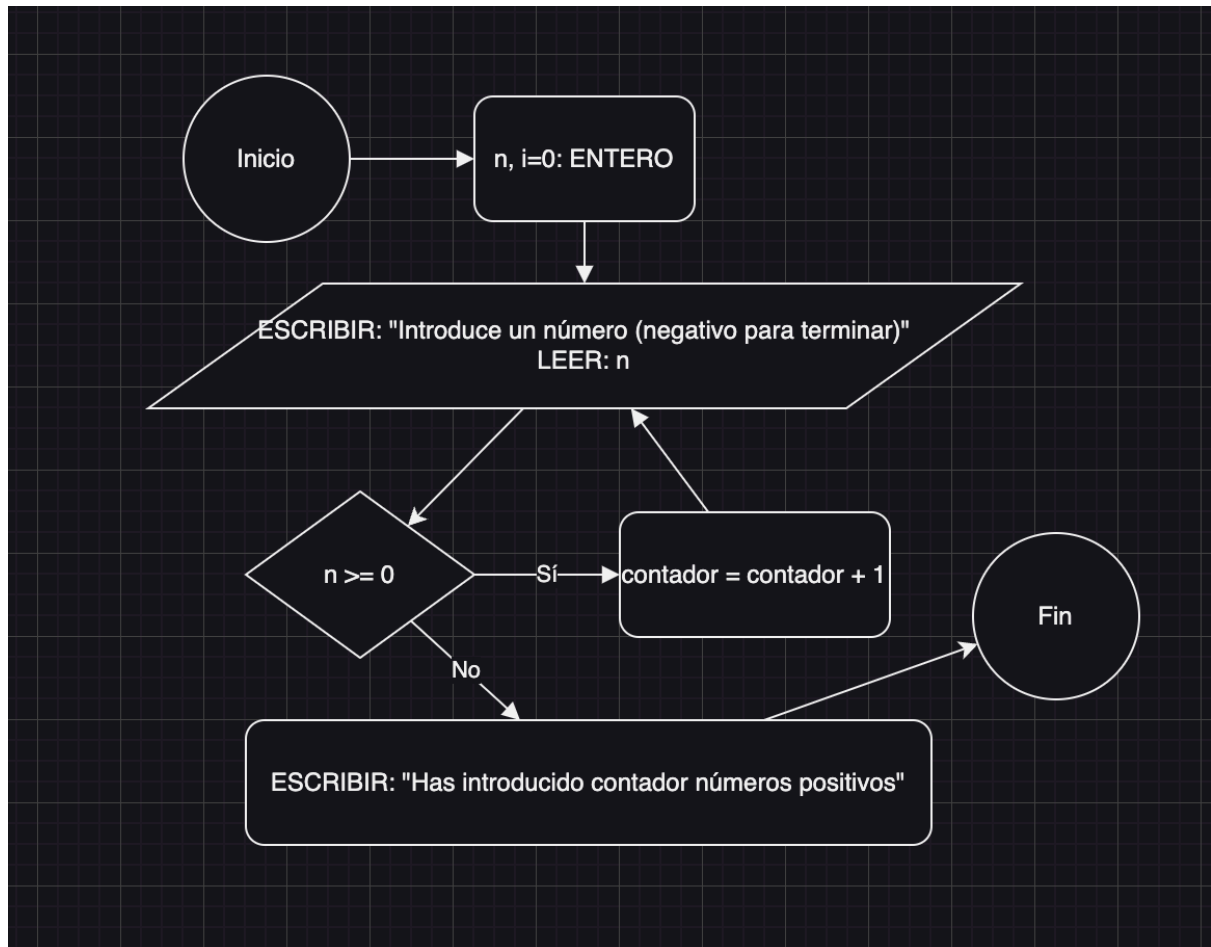 Inicio
n, i=0: ENTERO
ESCRIBIR: "Introduce un número (negativo para terminar)"
LEER: n
n >= 0
Sí
contador = contador + 1
Fin
No
ESCRIBIR: "Has introducido contador números positivos"